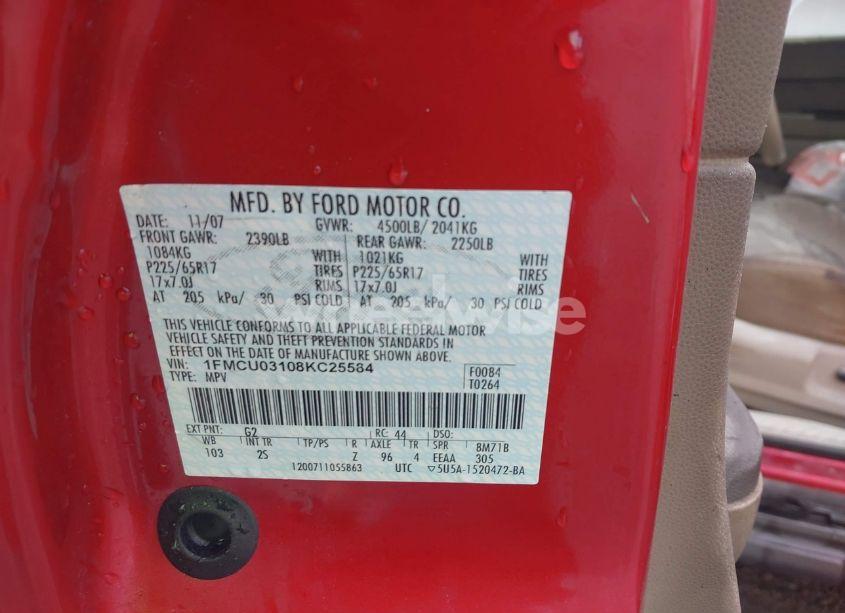 MFD. BY FORD MOTOR CO.
DATE: 11/07 GVWR: 4500LB/ 2041KG
FRONT GAWR: 2390LB REAR GAWR: 2250LB
1084KG WITH 1021KG WITH
P225/65R17 TIRES P225/65R17 TIRES
17x7.0J RIMS 17x7.0J RIMS
AT 205 kPa/ 30 PSI COLD AT 205 kPa/ 30 PSI COLD
wheelwise
THIS VEHICLE CONFORMS TO ALL APPLICABLE FEDERAL MOTOR
VEHICLE SAFETY AND THEFT PREVENTION STANDARDS IN
EFFECT ON THE DATE OF MANUFACTURE SHOWN ABOVE.
VIN: 1FMCU03108KC25584 F0084
TYPE: MPV T0264
EXT PNT: G2 RC: 44 BM71B
WB INT TR TP/PS R AXLE TR SPR
103 2S Z 96 4 EEAA 305
1200711055863 UTC ▽5U5A-1520472-BA